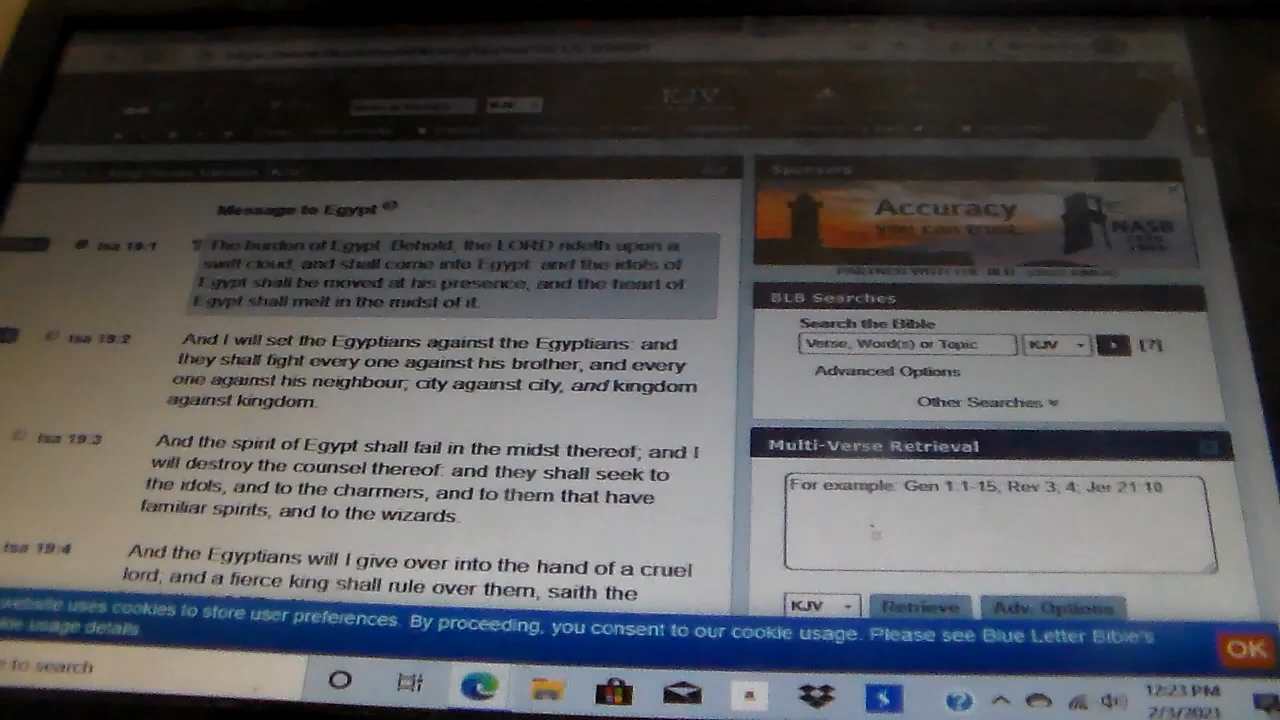 KJV
KJV
Message to Egypt
Isa 19:1
¶ The burden of Egypt. Behold, the LORD rideth upon a
swift cloud, and shall come into Egypt: and the idols of
Egypt shall be moved at his presence, and the heart of
Egypt shall melt in the midst of it.
Isa 19:2
And I will set the Egyptians against the Egyptians: and
they shall fight every one against his brother, and every
one against his neighbour; city against city, and kingdom
against kingdom.
Isa 19:3
And the spirit of Egypt shall fail in the midst thereof; and I
will destroy the counsel thereof: and they shall seek to
the idols, and to the charmers, and to them that have
familiar spirits, and to the wizards.
Isa 19:4
And the Egyptians will I give over into the hand of a cruel
lord; and a fierce king shall rule over them, saith the
Sponsors
Accuracy
you can trust.
NASB
BLB Searches
Search the Bible
Verse, Word(s) or Topic
KJV
[?]
Advanced Options
Other Searches
Multi-Verse Retrieval
For example: Gen 1:1-15; Rev 3; 4; Jer 21:10
KJV
Retrieve
Adv. Options
website uses cookies to store user preferences. By proceeding, you consent to our cookie usage. Please see Blue Letter Bible's
kie usage details.
OK
e to search
12:23 PM
2/3/2021